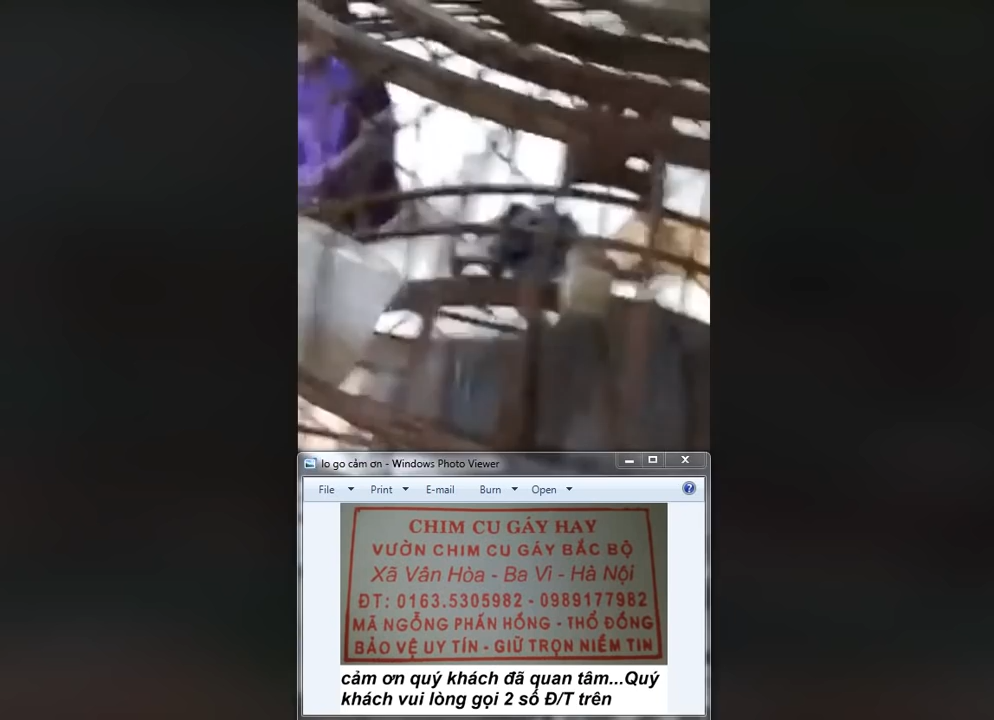 lo go cảm ơn - Windows Photo Viewer
File Print E-mail Burn Open
CHIM CU GÁY HAY
VƯỜN CHIM CU GÁY BẮC BỘ
Xã Vân Hòa - Ba Vì - Hà Nội
ĐT: 0163.5305982 - 0989177982
MÃ NGỖNG PHẤN HỒNG - THỔ ĐỒNG
BẢO VỆ UY TÍN - GIỮ TRỌN NIỀM TIN
cảm ơn quý khách đã quan tâm...Quý
khách vui lòng gọi 2 số Đ/T trên